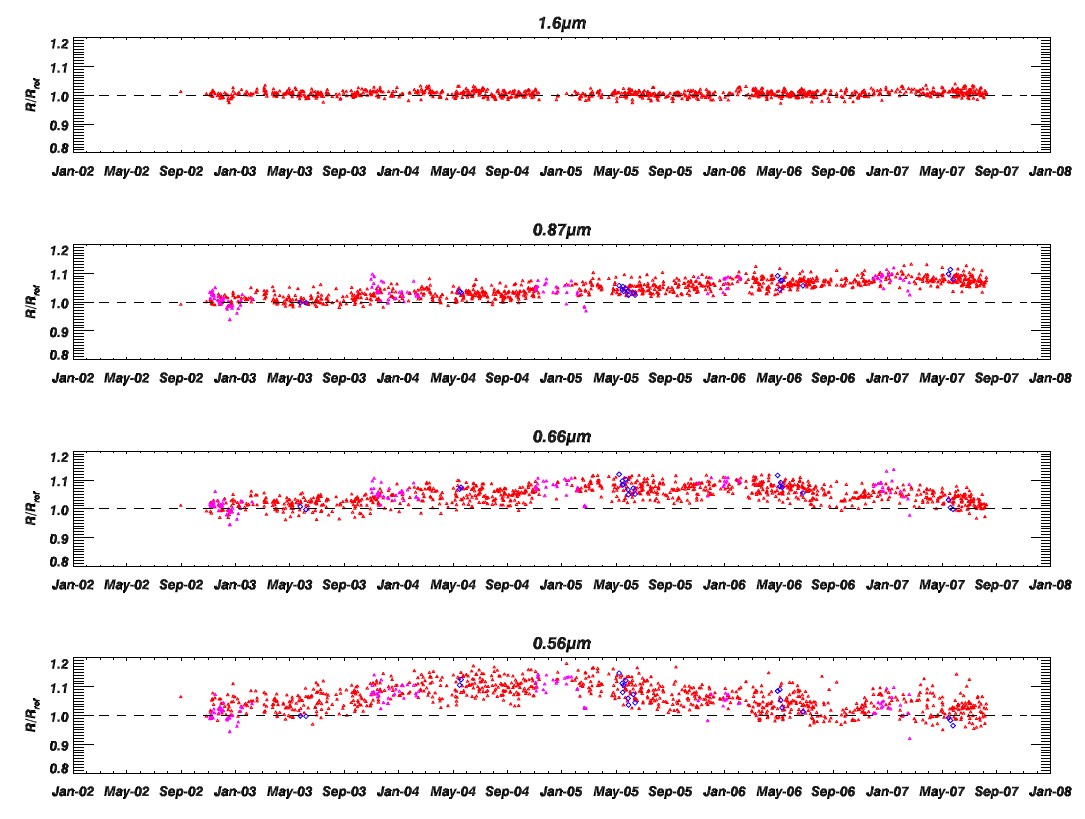 1.6μm
1.2
1.1
1.0
0.9
0.8
R/Rref
Jan-02 May-02 Sep-02 Jan-03 May-03 Sep-03 Jan-04 May-04 Sep-04 Jan-05 May-05 Sep-05 Jan-06 May-06 Sep-06 Jan-07 May-07 Sep-07 Jan-08
0.87μm
1.2
1.1
1.0
0.9
0.8
R/Rref
Jan-02 May-02 Sep-02 Jan-03 May-03 Sep-03 Jan-04 May-04 Sep-04 Jan-05 May-05 Sep-05 Jan-06 May-06 Sep-06 Jan-07 May-07 Sep-07 Jan-08
0.66μm
1.2
1.1
1.0
0.9
0.8
R/Rref
Jan-02 May-02 Sep-02 Jan-03 May-03 Sep-03 Jan-04 May-04 Sep-04 Jan-05 May-05 Sep-05 Jan-06 May-06 Sep-06 Jan-07 May-07 Sep-07 Jan-08
0.56μm
1.2
1.1
1.0
0.9
0.8
R/Rref
Jan-02 May-02 Sep-02 Jan-03 May-03 Sep-03 Jan-04 May-04 Sep-04 Jan-05 May-05 Sep-05 Jan-06 May-06 Sep-06 Jan-07 May-07 Sep-07 Jan-08